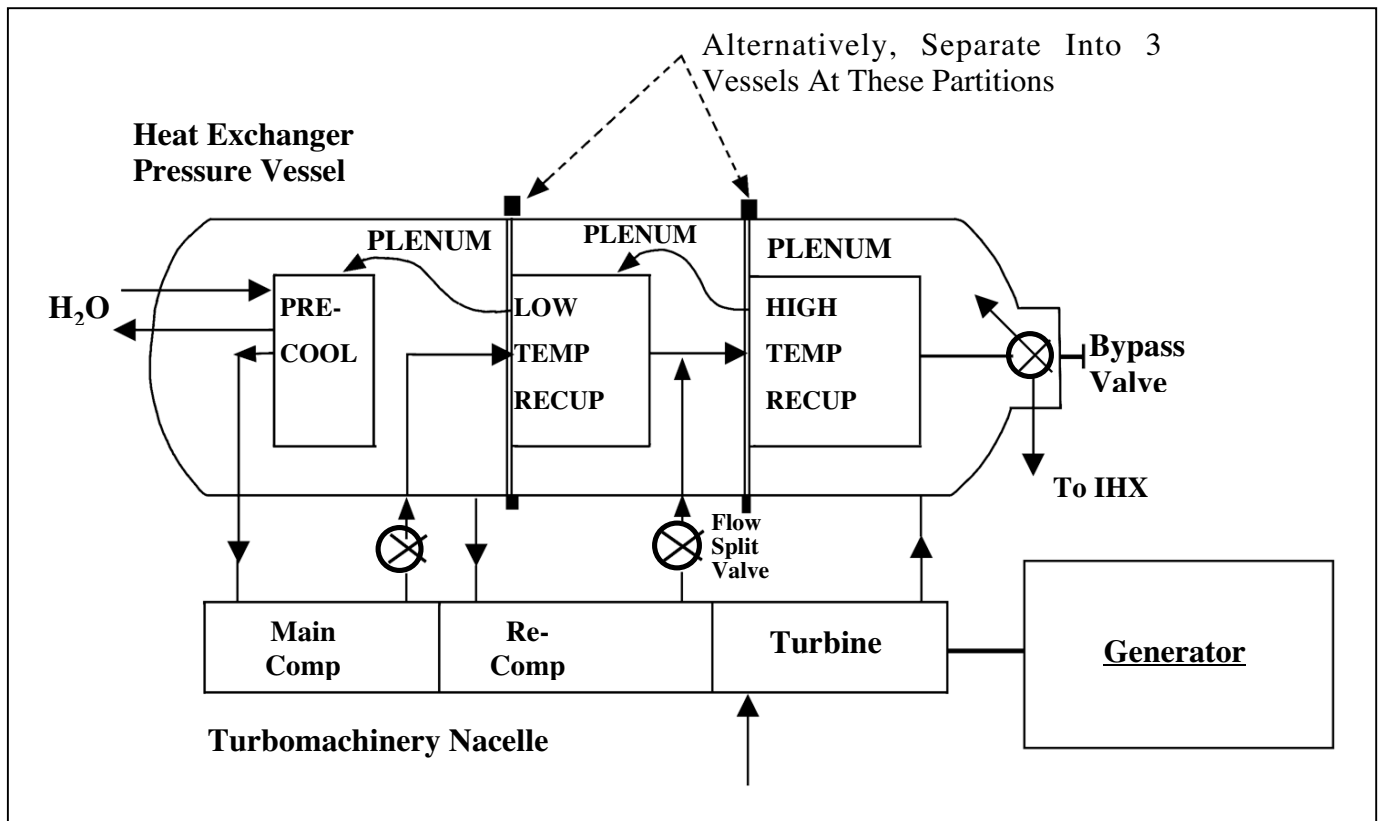 Alternatively, Separate Into 3
Vessels At These Partitions
Heat Exchanger
Pressure Vessel
PLENUM
PLENUM
PLENUM
H₂O
PRE-
COOL
LOW
TEMP
RECUP
HIGH
TEMP
RECUP
Bypass
Valve
To IHX
Flow
Split
Valve
Main
Comp
Re-
Comp
Turbine
Generator
Turbomachinery Nacelle